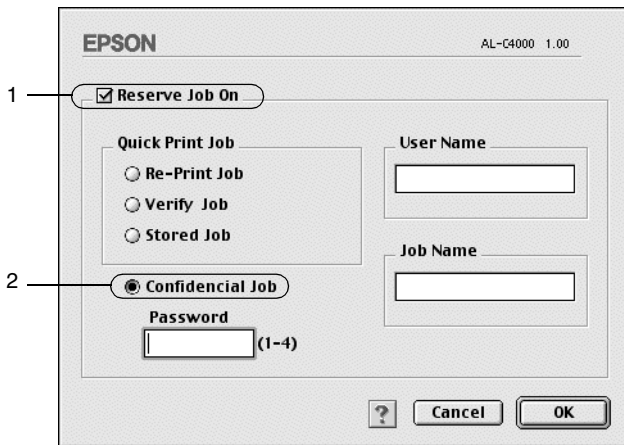 EPSON
AL-C4000 1.00
1
Reserve Job On
Quick Print Job
Re-Print Job
Verify Job
Stored Job
User Name
Job Name
2
Confidencial Job
Password
(1-4)
?
Cancel
OK